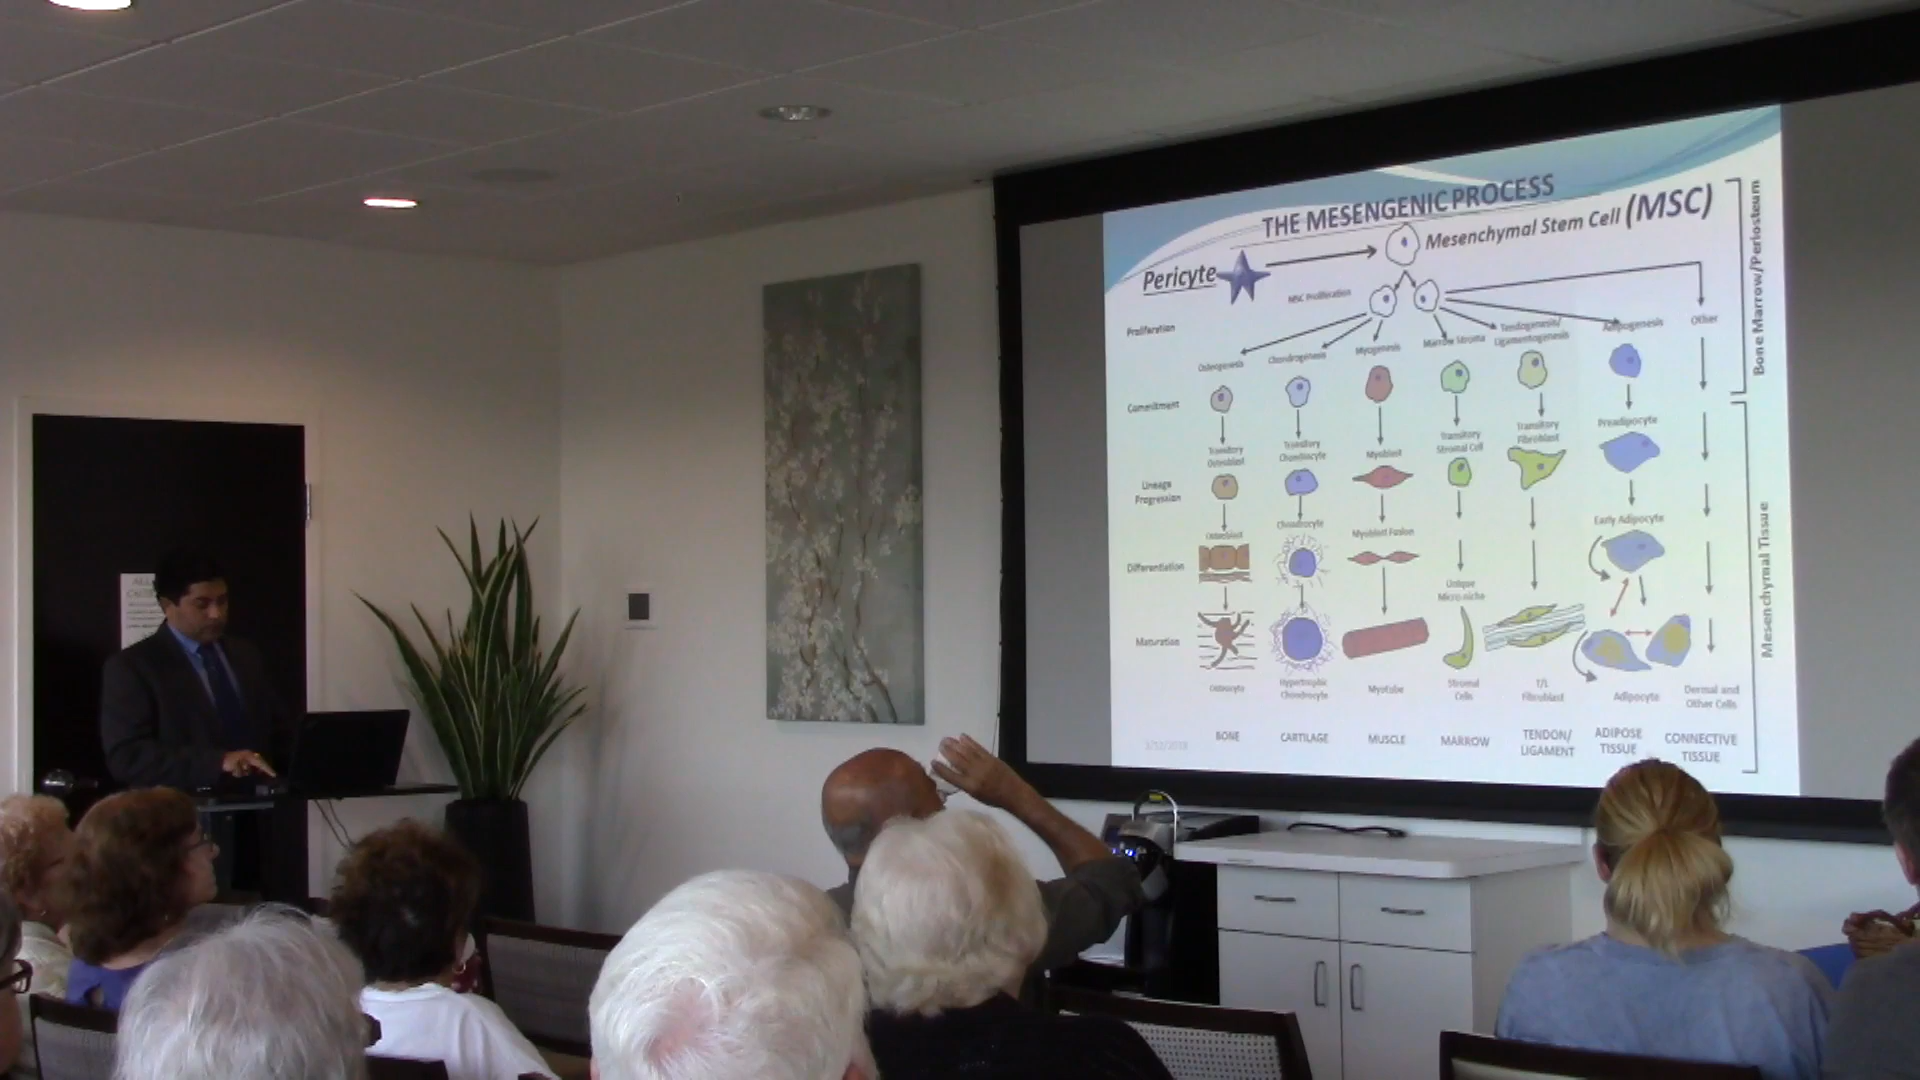 THE MESENGENIC PROCESS
Mesenchymal Stem Cell (MSC)
Pericyte
MSC Proliferation
Proliferation
Osteogenesis
Chondrogenesis
Myogenesis
Marrow Stroma
Tendogenesis/
Ligamentogenesis
Adipogenesis
Other
Commitment
Transitory
Osteoblast
Transitory
Chondrocyte
Myoblast
Transitory
Stromal Cell
Transitory
Fibroblast
Preadipocyte
Lineage
Progression
Osteoblast
Chondrocyte
Myoblast Fusion
Early Adipocyte
Differentiation
Unique
Micro-niche
Maturation
Osteocyte
Hypertrophic
Chondrocyte
Myotube
Stromal
Cells
T/L
Fibroblast
Adipocyte
Dermal and
Other Cells
BONE
CARTILAGE
MUSCLE
MARROW
TENDON/
LIGAMENT
ADIPOSE
TISSUE
CONNECTIVE
TISSUE
Bone Marrow/Periosteum
Mesenchymal Tissue